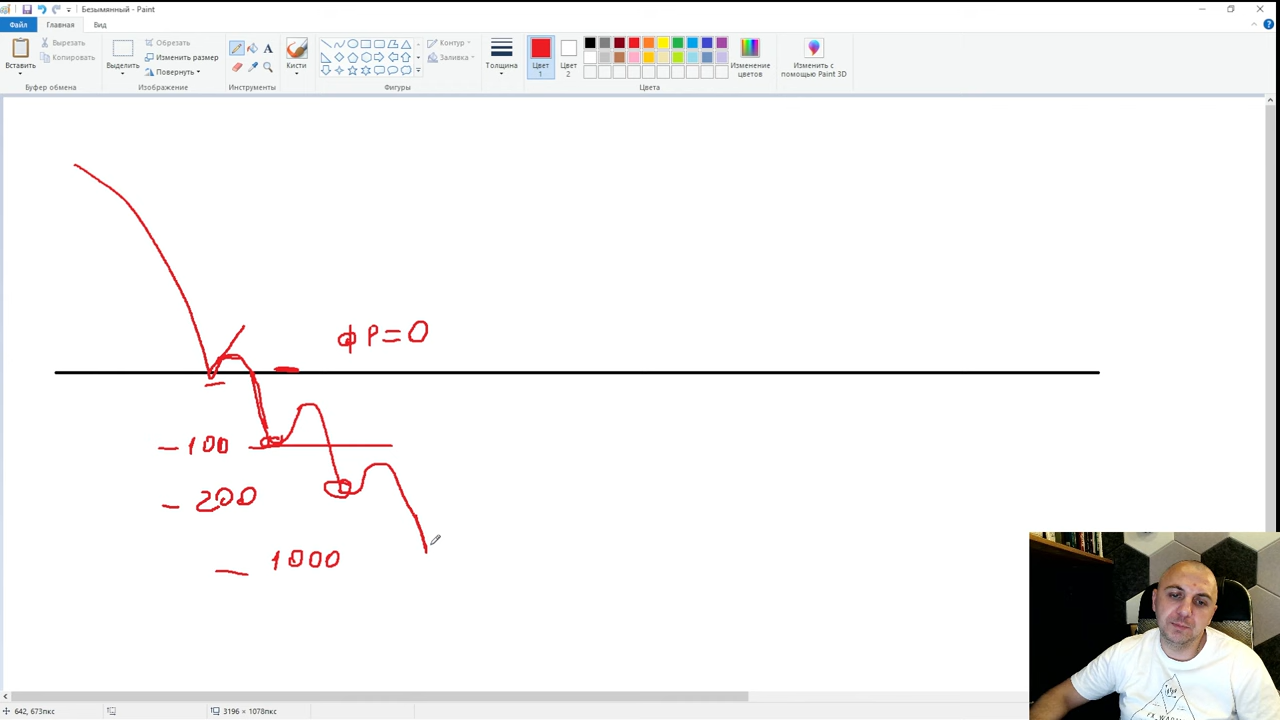 Безымянный - Paint
Файл
Главная
Вид
Вставить
Вырезать
Копировать
Буфер обмена
Выделить
Обрезать
Изменить размер
Повернуть
Изображение
Инструменты
Кисти
Контур
Заливка
Фигуры
Толщина
Цвет 1
Цвет 2
Изменение цветов
Цвета
Изменить с помощью Paint 3D
ФР=0
-100
-200
-1000
642, 673пкс
3196 × 1078пкс